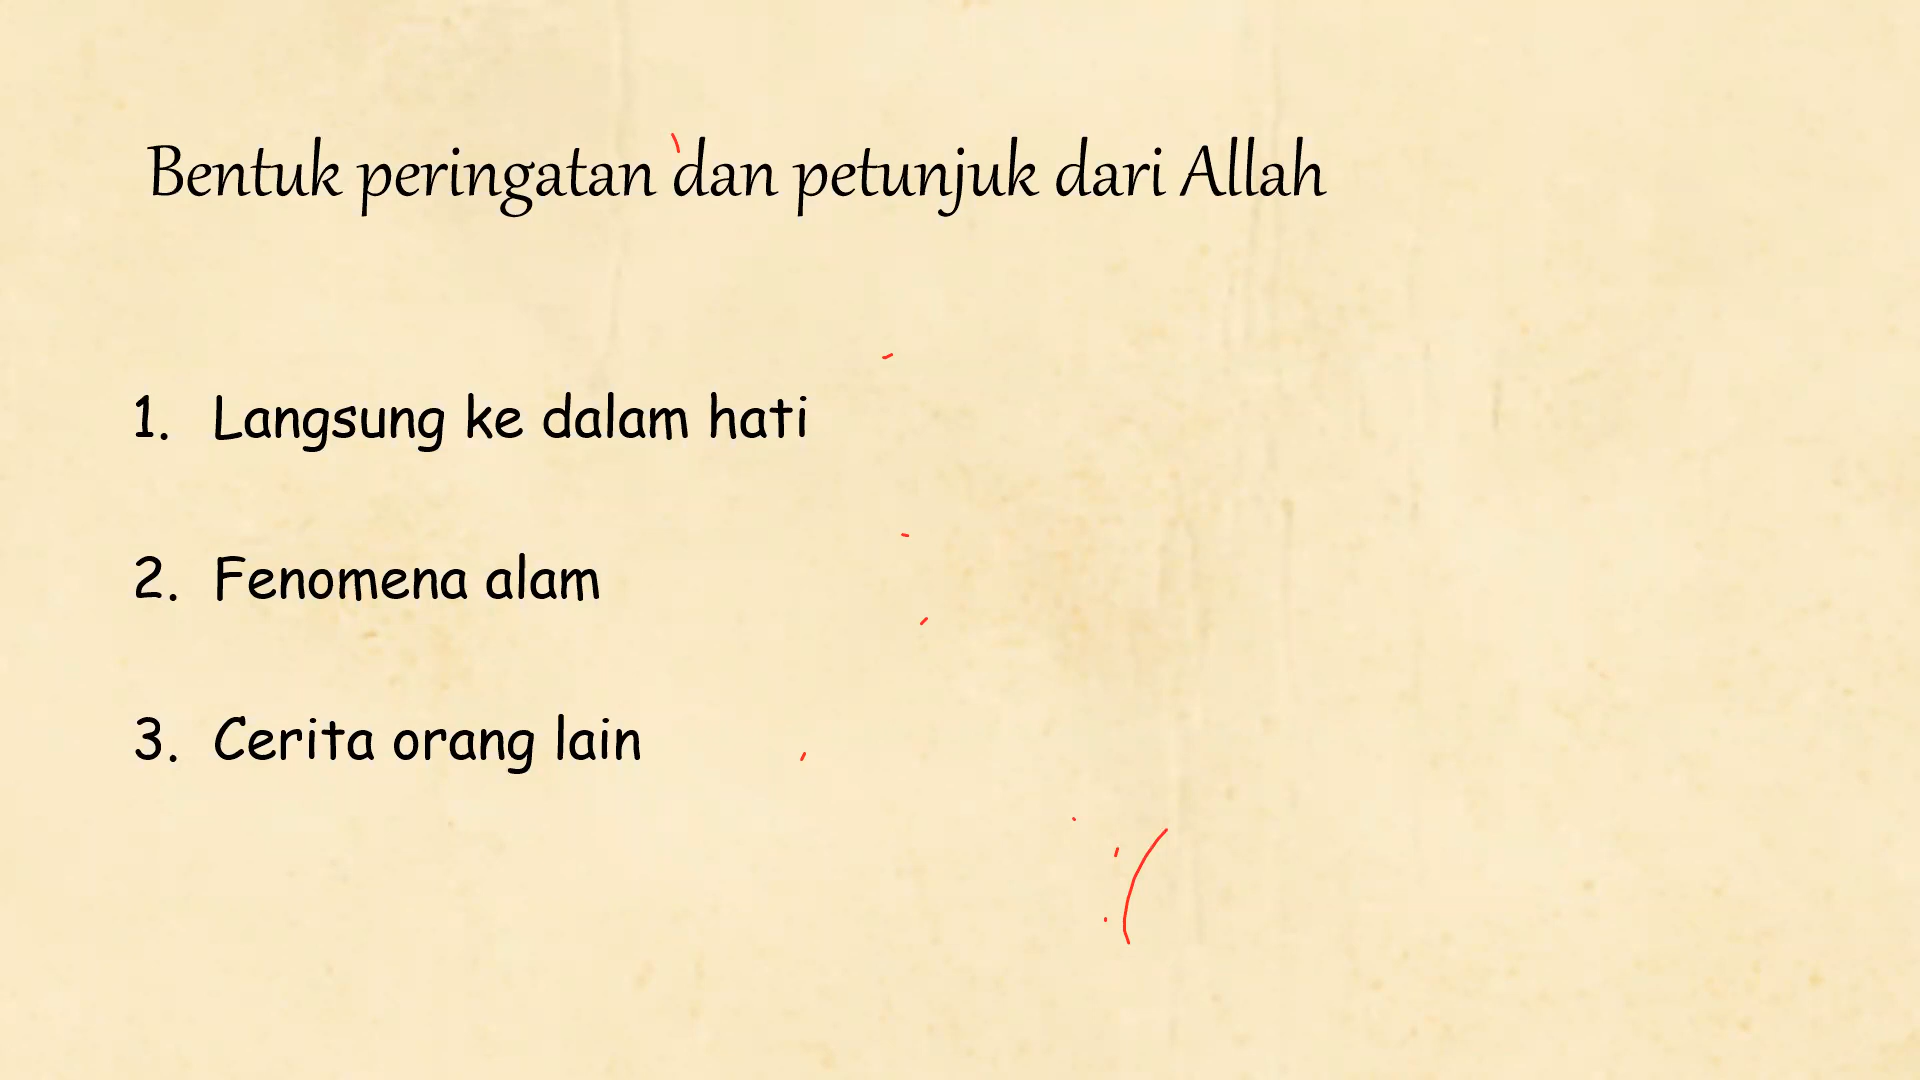 Bentuk peringatan dan petunjuk dari Allah
1. Langsung ke dalam hati
2. Fenomena alam
3. Cerita orang lain